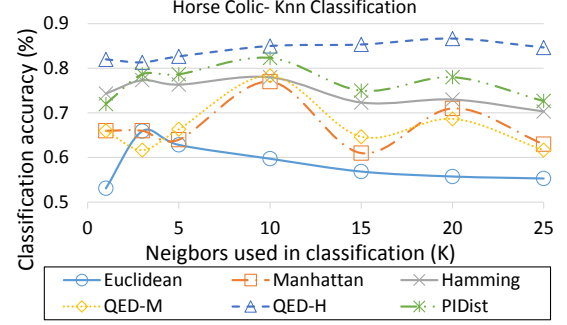 Horse Colic- Knn Classification
Classification accuracy (%)
0.9
0.8
0.7
0.6
0.5
0 5 10 15 20 25
Neigbors used in classification (K)
Euclidean Manhattan Hamming
QED-M QED-H PIDist